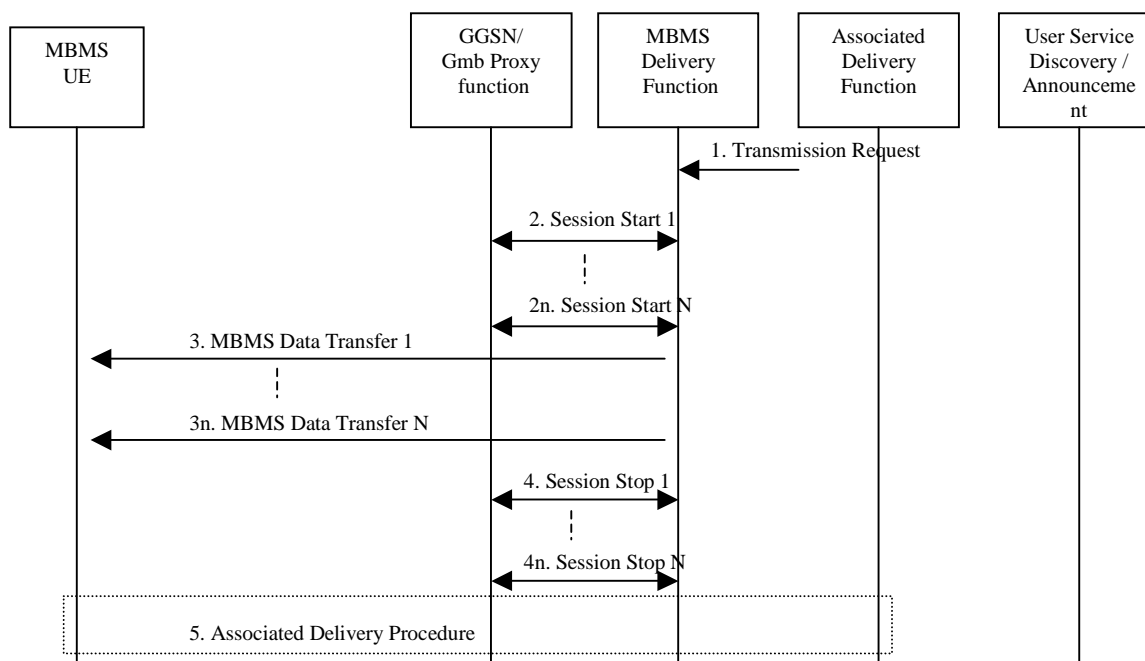 MBMS
UE
GGSN/
Gmb Proxy
function
MBMS
Delivery
Function
Associated
Delivery
Function
User Service
Discovery /
Announceme
nt
1. Transmission Request
2. Session Start 1
2n. Session Start N
3. MBMS Data Transfer 1
3n. MBMS Data Transfer N
4. Session Stop 1
4n. Session Stop N
5. Associated Delivery Procedure